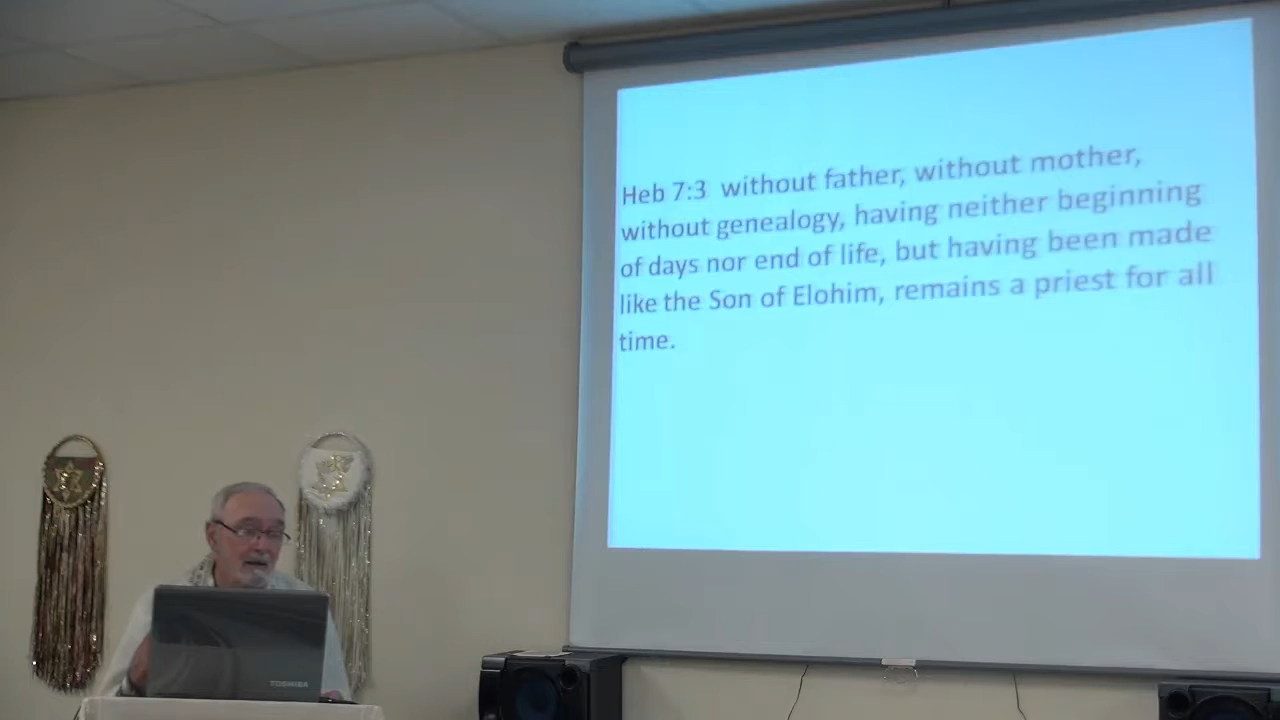 Heb 7:3  without father, without mother,
without genealogy, having neither beginning
of days nor end of life, but having been made
like the Son of Elohim, remains a priest for all
time.
TOSHIBA